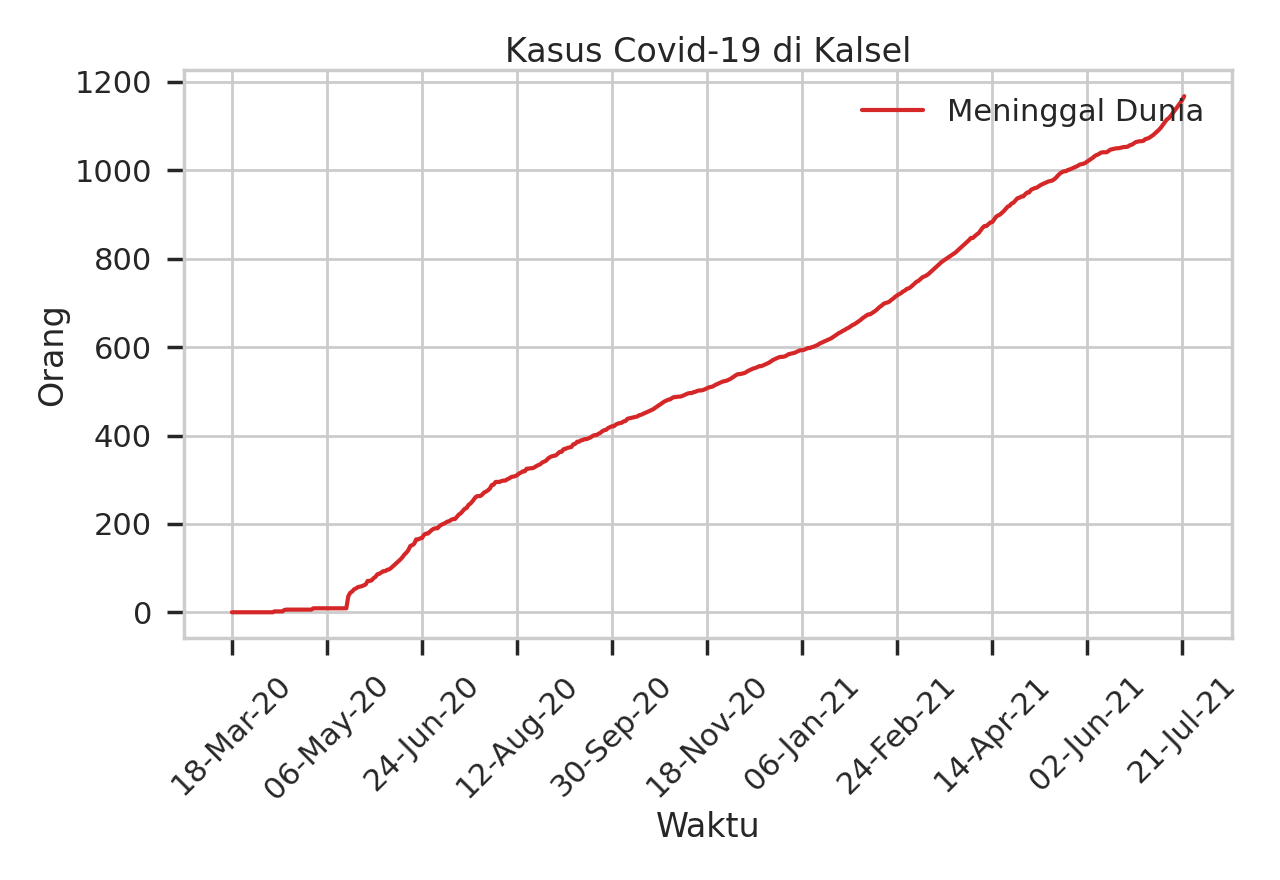 Kasus Covid-19 di Kalsel
Meninggal Dunia
Orang
1200
1000
800
600
400
200
0
18-Mar-20
06-May-20
24-Jun-20
12-Aug-20
30-Sep-20
18-Nov-20
06-Jan-21
24-Feb-21
14-Apr-21
02-Jun-21
21-Jul-21
Waktu